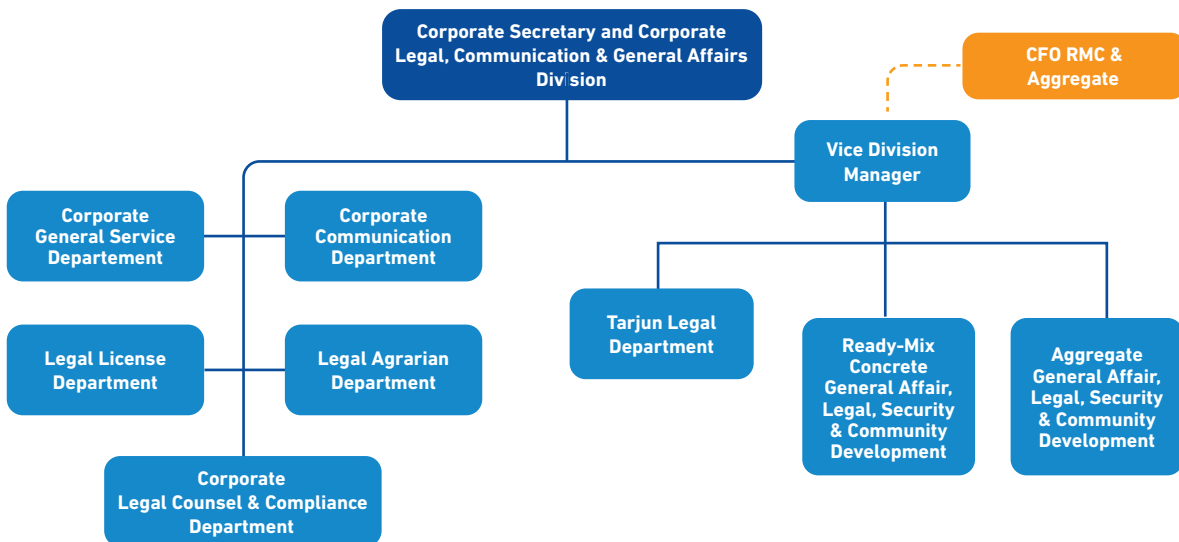 Corporate Secretary and Corporate
Legal, Communication & General Affairs
Division
CFO RMC &
Aggregate
Vice Division
Manager
Corporate
General Service
Departement
Corporate
Communication
Department
Legal License
Department
Legal Agrarian
Department
Corporate
Legal Counsel & Compliance
Department
Tarjun Legal
Department
Ready-Mix
Concrete
General Affair,
Legal, Security
& Community
Development
Aggregate
General Affair,
Legal, Security
& Community
Development